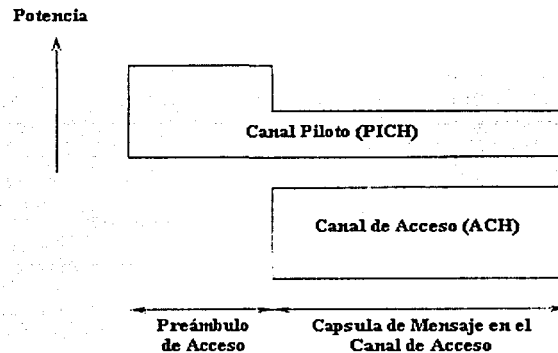 Potencia
Canal Piloto (PICH)
Canal de Acceso (ACH)
Preámbulo
de Acceso
Capsula de Mensaje en el
Canal de Acceso